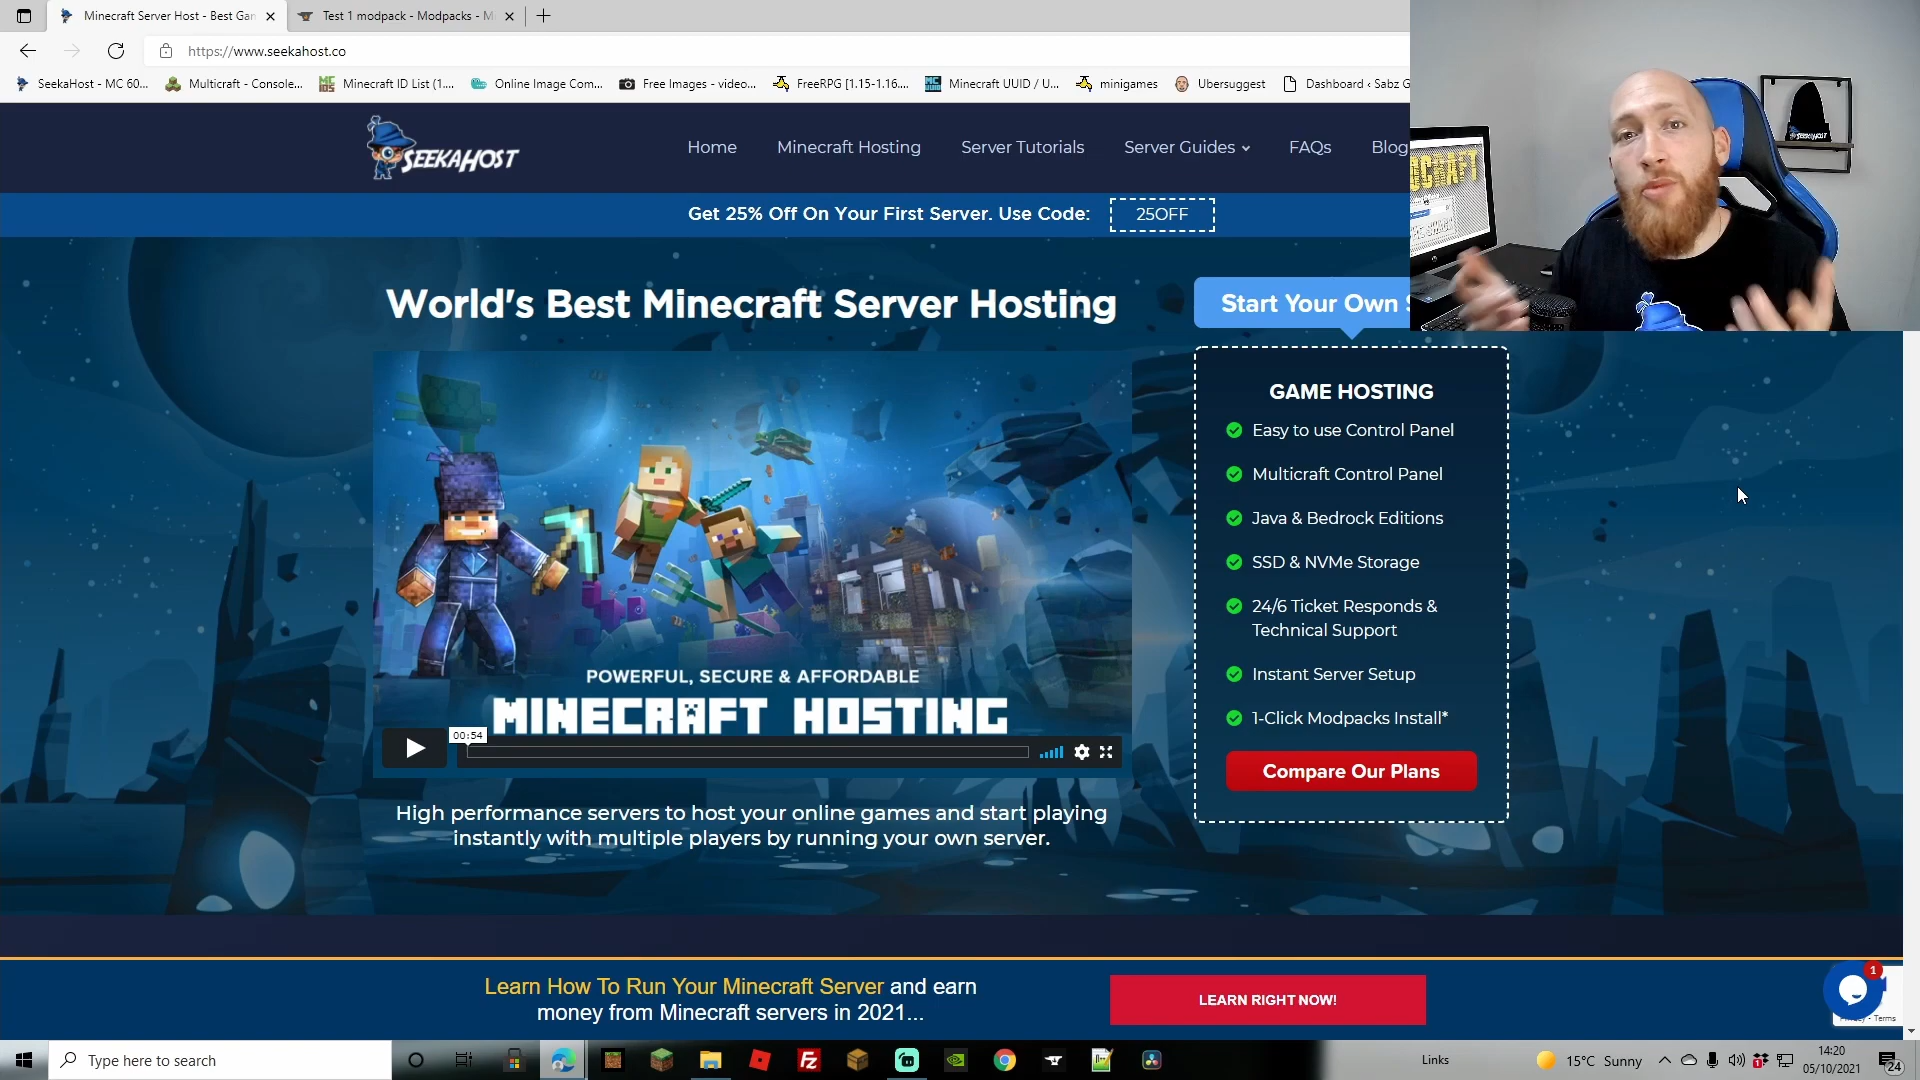 Minecraft Server Host - Best Gan
Test 1 modpack - Modpacks - M
https://www.seekahost.co
SeekaHost - MC 60...
Multicraft - Console...
Minecraft ID List (1....
Online Image Com...
Free Images - video...
FreeRPG [1.15-1.16....
Minecraft UUID / U...
minigames
Ubersuggest
Dashboard ‹ Sabz G
SEEKAHOST
Home
Minecraft Hosting
Server Tutorials
Server Guides
FAQs
Blog
Get 25% Off On Your First Server. Use Code:
25OFF
World's Best Minecraft Server Hosting
Start Your Own S
GAME HOSTING
Easy to use Control Panel
Multicraft Control Panel
Java & Bedrock Editions
SSD & NVMe Storage
24/6 Ticket Responds &
Technical Support
Instant Server Setup
1-Click Modpacks Install*
Compare Our Plans
POWERFUL, SECURE & AFFORDABLE
MINECRAFT HOSTING
00:54
High performance servers to host your online games and start playing
instantly with multiple players by running your own server.
Learn How To Run Your Minecraft Server and earn
money from Minecraft servers in 2021...
LEARN RIGHT NOW!
1
Privacy - Terms
Type here to search
Links
15°C Sunny
14:20
05/10/2021
24